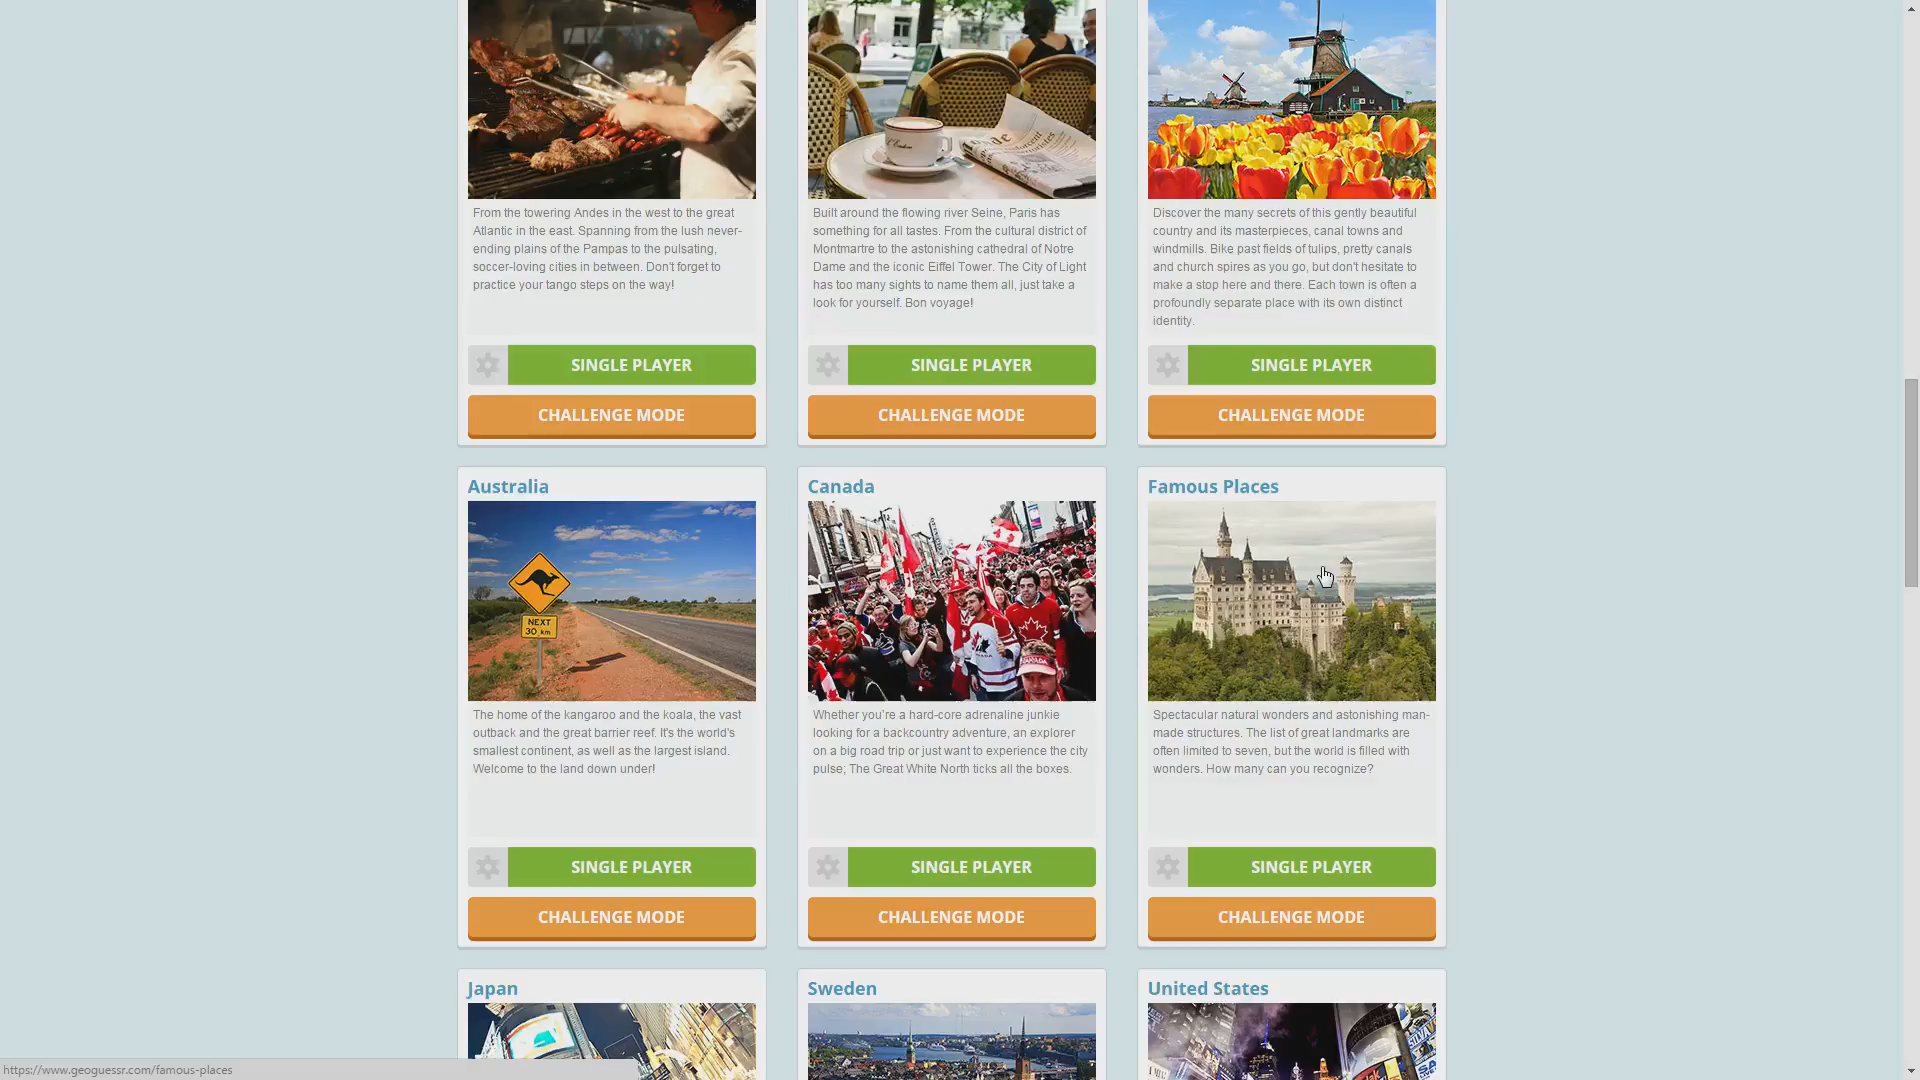 From the towering Andes in the west to the great
Atlantic in the east. Spanning from the lush never-
ending plains of the Pampas to the pulsating,
soccer-loving cities in between. Don't forget to
practice your tango steps on the way!
SINGLE PLAYER
CHALLENGE MODE
Built around the flowing river Seine, Paris has
something for all tastes. From the cultural district of
Montmartre to the astonishing cathedral of Notre
Dame and the iconic Eiffel Tower. The City of Light
has too many sights to name them all, just take a
look for yourself. Bon voyage!
SINGLE PLAYER
CHALLENGE MODE
Discover the many secrets of this gently beautiful
country and its masterpieces, canal towns and
windmills. Bike past fields of tulips, pretty canals
and church spires as you go, but don't hesitate to
make a stop here and there. Each town is often a
profoundly separate place with its own distinct
identity.
SINGLE PLAYER
CHALLENGE MODE
Australia
NEXT
30 km
The home of the kangaroo and the koala, the vast
outback and the great barrier reef. It's the world's
smallest continent, as well as the largest island.
Welcome to the land down under!
SINGLE PLAYER
CHALLENGE MODE
Canada
CANADA
Whether you're a hard-core adrenaline junkie
looking for a backcountry adventure, an explorer
on a big road trip or just want to experience the city
pulse; The Great White North ticks all the boxes.
SINGLE PLAYER
CHALLENGE MODE
Famous Places
Spectacular natural wonders and astonishing man-
made structures. The list of great landmarks are
often limited to seven, but the world is filled with
wonders. How many can you recognize?
SINGLE PLAYER
CHALLENGE MODE
Japan
Sweden
United States
https://www.geoguessr.com/famous-places